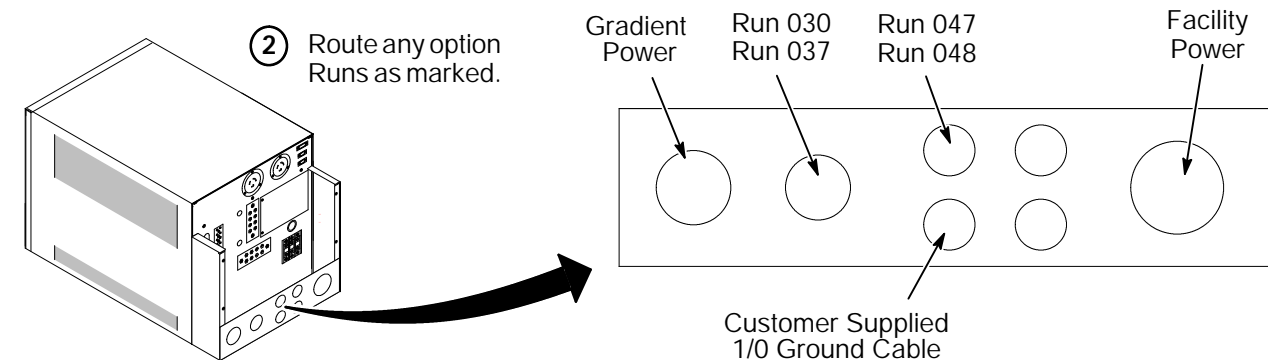 2 Route any option
Runs as marked.
Gradient
Power
Run 030
Run 037
Run 047
Run 048
Facility
Power
Customer Supplied
1/0 Ground Cable